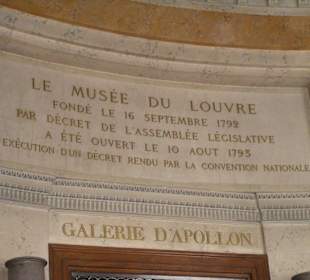 LE MUSÉE DU LOUVRE
FONDÉ LE 16 SEPTEMBRE 1792
PAR DÉCRET DE L'ASSEMBLÉE LÉGISLATIVE
A ÉTÉ OUVERT LE 10 AOUT 1793
EXÉCUTION D'UN DÉCRET RENDU PAR LA CONVENTION NATIONALE
GALERIE D'APOLLON